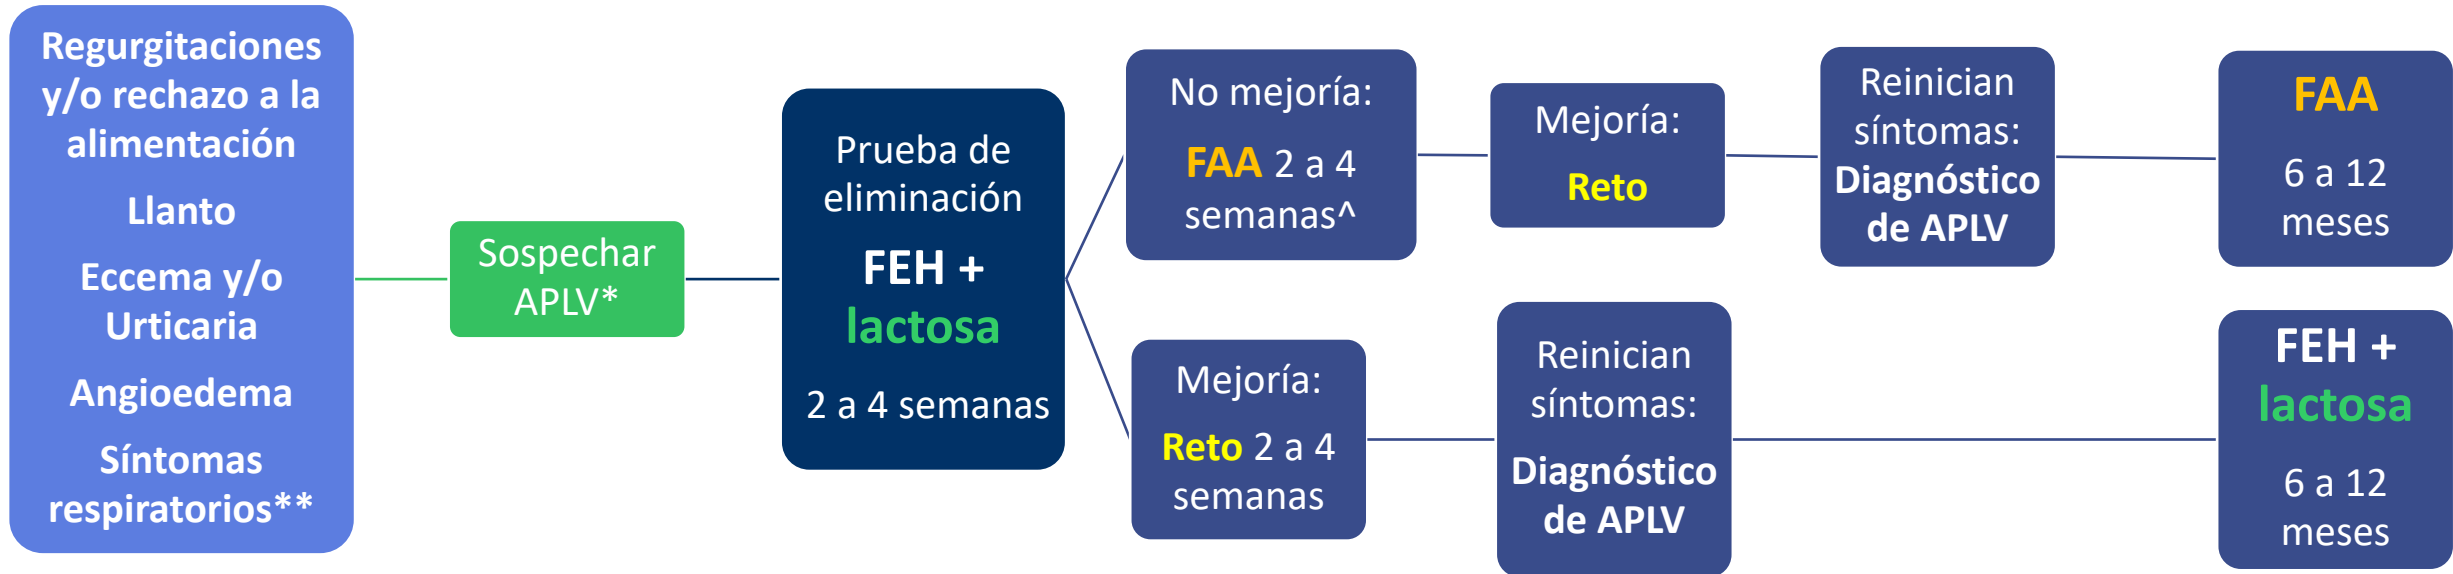 Regurgitaciones
y/o rechazo a la
alimentación
Llanto
Eccema y/o
Urticaria
Angioedema
Síntomas
respiratorios**
Sospechar
APLV*
Prueba de
eliminación
FEH +
lactosa
2 a 4 semanas
No mejoría:
FAA 2 a 4
semanas^
Mejoría:
Reto
Reinician
síntomas:
Diagnóstico
de APLV
FAA
6 a 12
meses
Mejoría:
Reto 2 a 4
semanas
Reinician
síntomas:
Diagnóstico
de APLV
FEH +
lactosa
6 a 12
meses